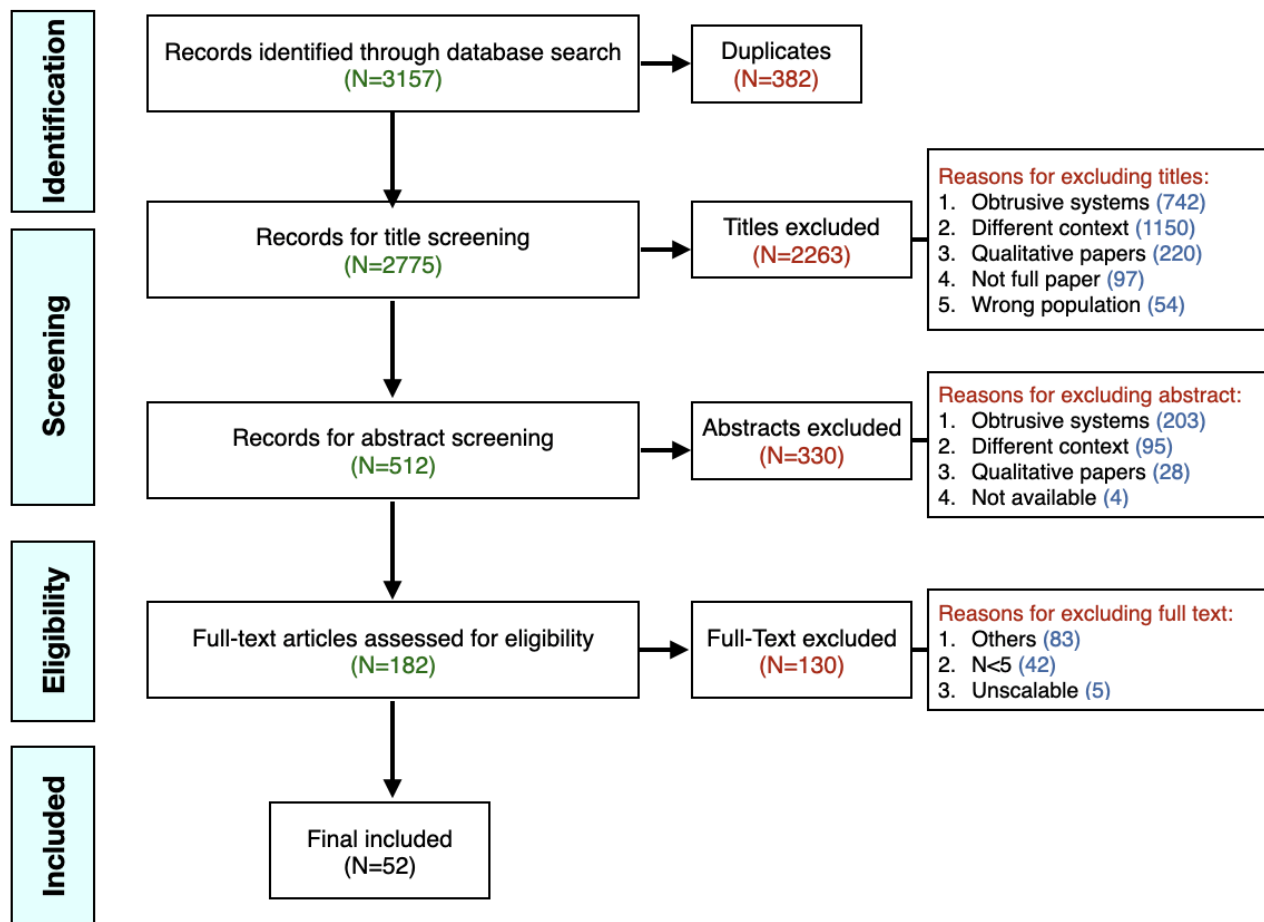 Identification
Records identified through database search
(N=3157)
Duplicates
(N=382)
Screening
Records for title screening
(N=2775)
Titles excluded
(N=2263)
Reasons for excluding titles:
1. Obtrusive systems (742)
2. Different context (1150)
3. Qualitative papers (220)
4. Not full paper (97)
5. Wrong population (54)
Records for abstract screening
(N=512)
Abstracts excluded
(N=330)
Reasons for excluding abstract:
1. Obtrusive systems (203)
2. Different context (95)
3. Qualitative papers (28)
4. Not available (4)
Eligibility
Full-text articles assessed for eligibility
(N=182)
Full-Text excluded
(N=130)
Reasons for excluding full text:
1. Others (83)
2. N<5 (42)
3. Unscalable (5)
Included
Final included
(N=52)